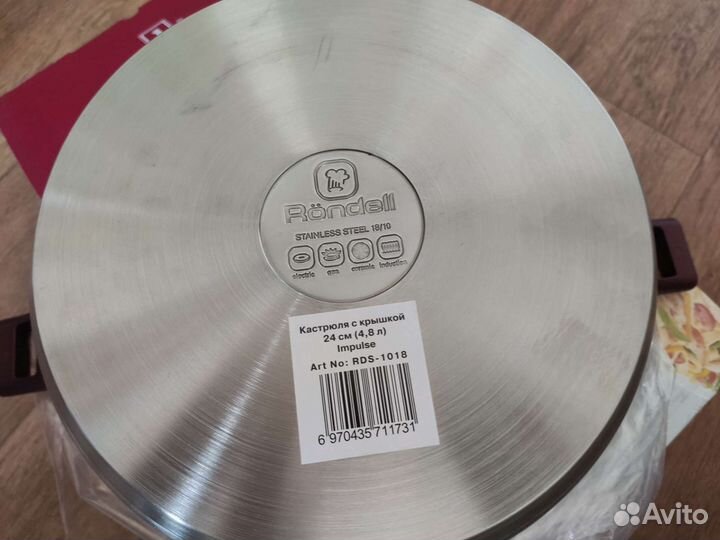 Röndell
STAINLESS STEEL 18/10
electric gas ceramic induction
Кастрюля с крышкой
24 см (4,8 л)
Impulse
Art No: RDS-1018
6 970435 711731
Avito